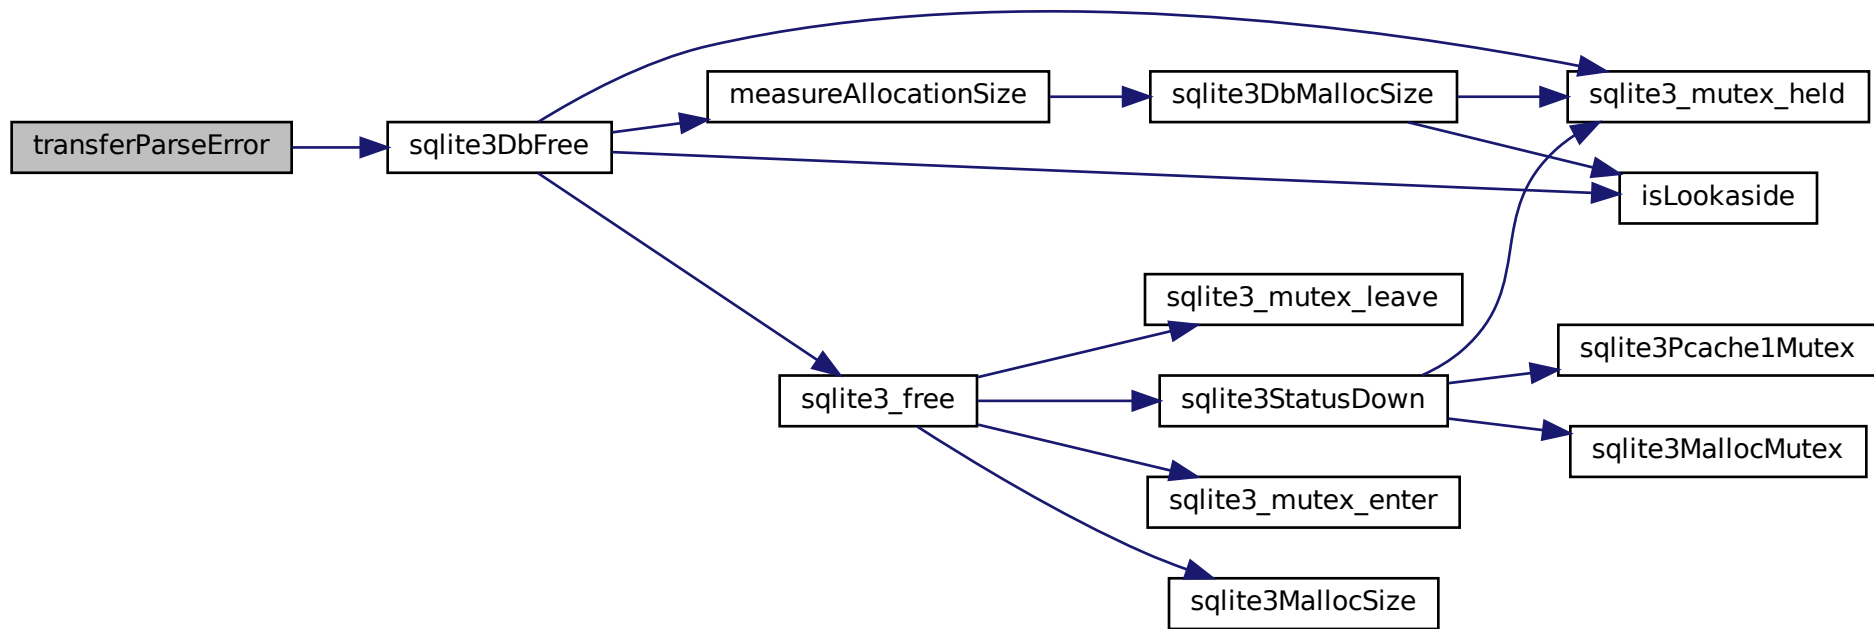 transferParseError
sqlite3DbFree
measureAllocationSize
sqlite3DbMallocSize
sqlite3_mutex_held
isLookaside
sqlite3_free
sqlite3_mutex_leave
sqlite3StatusDown
sqlite3Pcache1Mutex
sqlite3MallocMutex
sqlite3_mutex_enter
sqlite3MallocSize